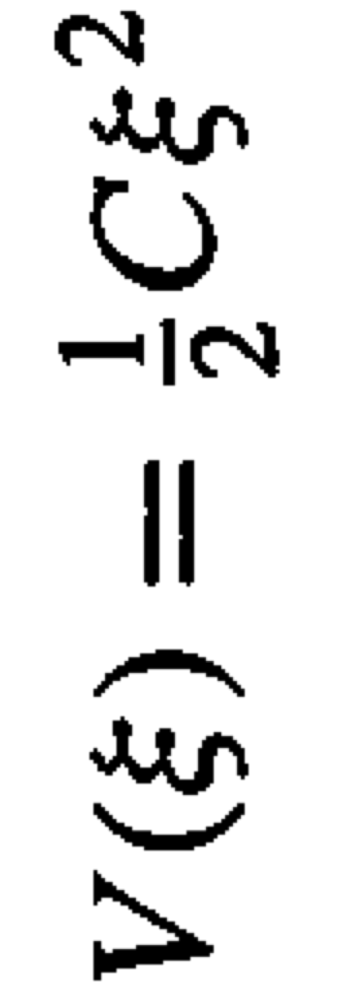 V(ξ) = ½Cξ²